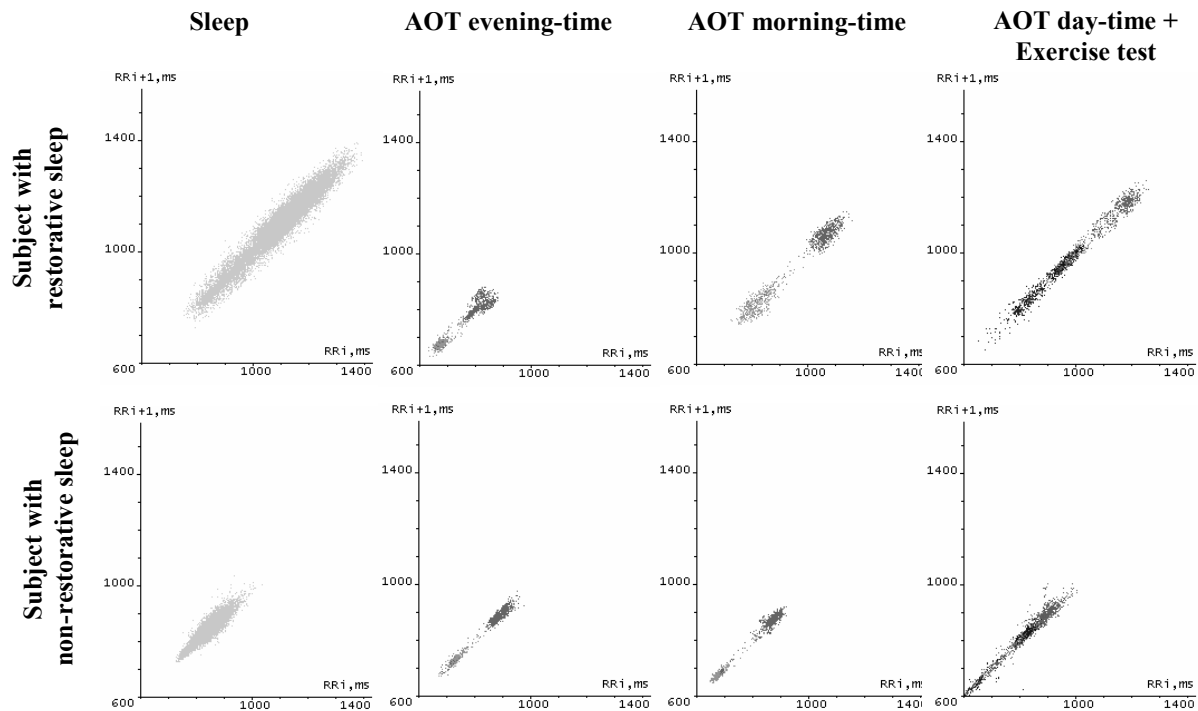 Sleep
AOT evening-time
AOT morning-time
AOT day-time +
Exercise test
Subject with
restorative sleep
RRi+1,ms
1400
1000
600
RRi,ms
1000
1400
RRi+1,ms
1400
1000
600
RRi,ms
1000
1400
RRi+1,ms
1400
1000
600
RRi,ms
1000
1400
RRi+1,ms
1400
1000
600
RRi,ms
1000
1400
Subject with
non-restorative sleep
RRi+1,ms
1400
1000
600
RRi,ms
1000
1400
RRi+1,ms
1400
1000
600
RRi,ms
1000
1400
RRi+1,ms
1400
1000
600
RRi,ms
1000
1400
RRi+1,ms
1400
1000
600
RRi,ms
1000
1400